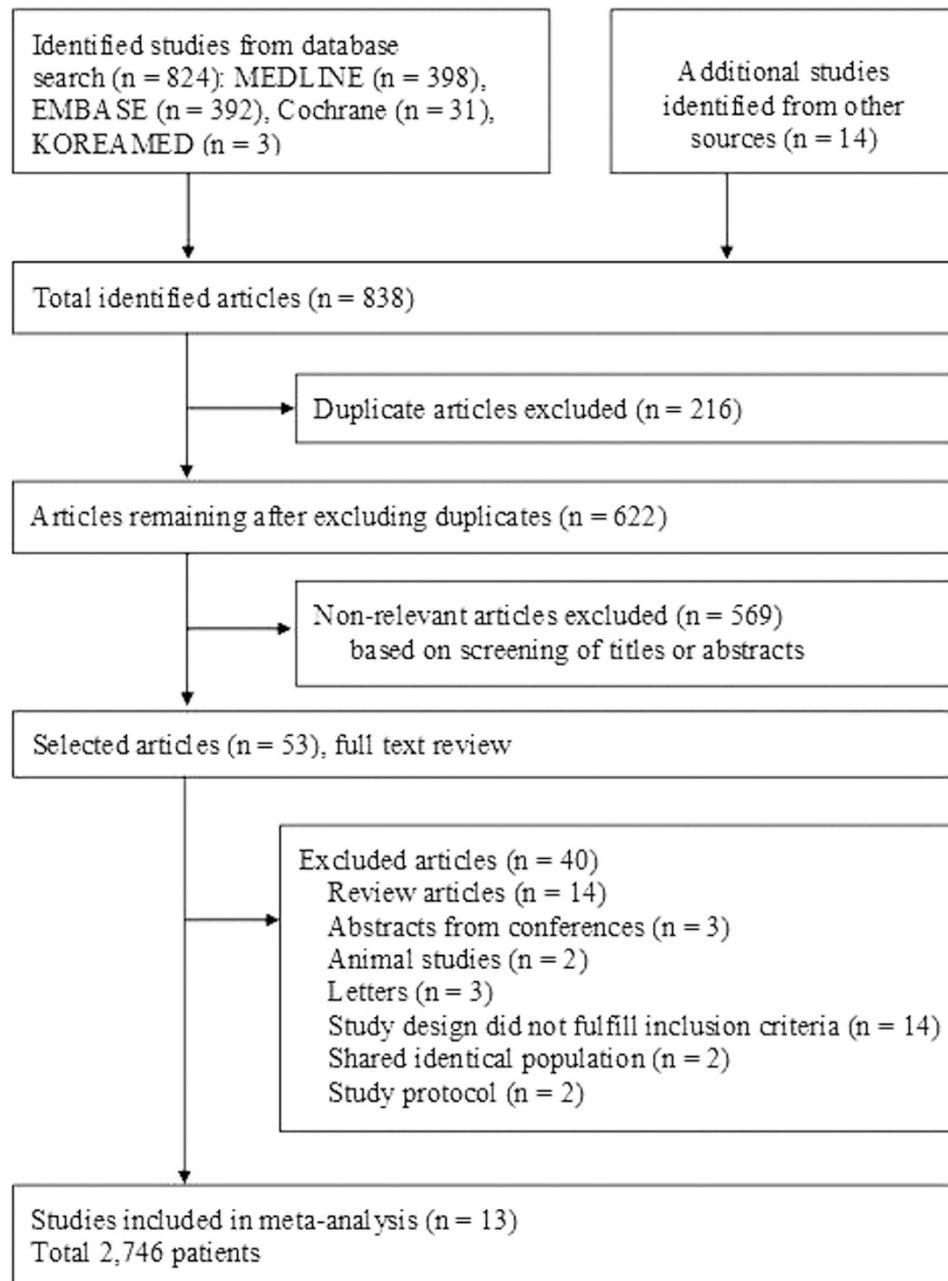 Identified studies from database
search (n = 824): MEDLINE (n = 398),
EMBASE (n = 392), Cochrane (n = 31),
KOREAMED (n = 3)
Additional studies
identified from other
sources (n = 14)
Total identified articles (n = 838)
Duplicate articles excluded (n = 216)
Articles remaining after excluding duplicates (n = 622)
Non-relevant articles excluded (n = 569)
based on screening of titles or abstracts
Selected articles (n = 53), full text review
Excluded articles (n = 40)
Review articles (n = 14)
Abstracts from conferences (n = 3)
Animal studies (n = 2)
Letters (n = 3)
Study design did not fulfill inclusion criteria (n = 14)
Shared identical population (n = 2)
Study protocol (n = 2)
Studies included in meta-analysis (n = 13)
Total 2,746 patients